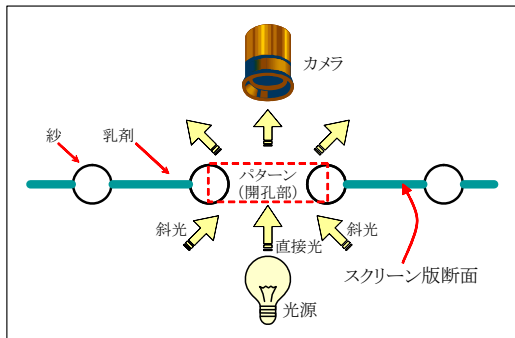 カメラ
紗
乳剤
パターン
(開孔部)
斜光
直接光
斜光
スクリーン版断面
光源